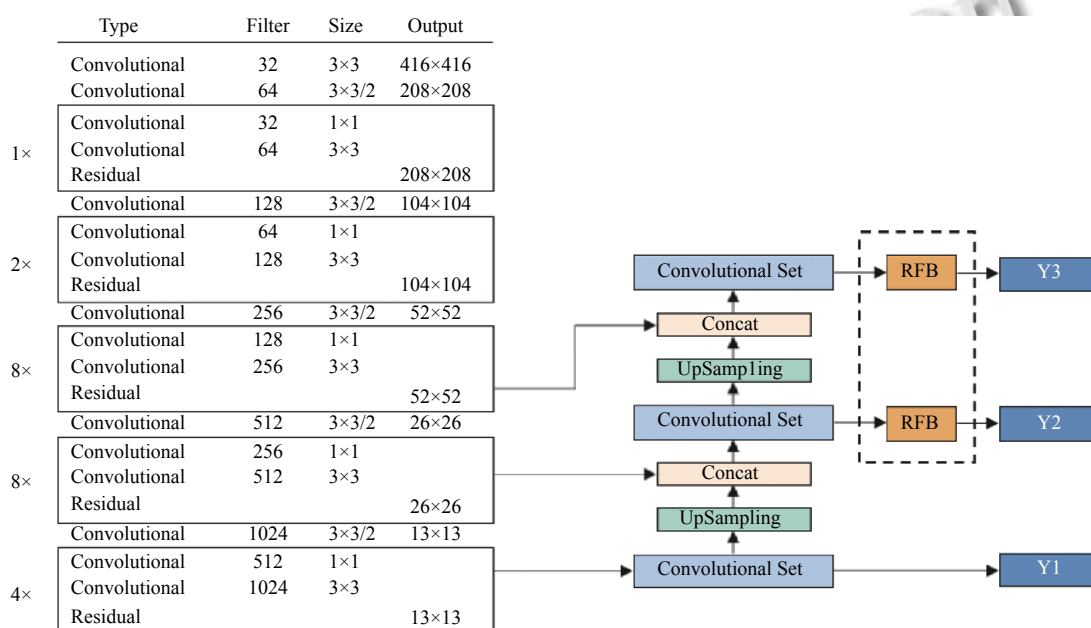 Type Filter Size Output
Convolutional 32 3×3 416×416
Convolutional 64 3×3/2 208×208
1×
Convolutional 32 1×1
Convolutional 64 3×3
Residual 208×208
Convolutional 128 3×3/2 104×104
2×
Convolutional 64 1×1
Convolutional 128 3×3
Residual 104×104
Convolutional 256 3×3/2 52×52
8×
Convolutional 128 1×1
Convolutional 256 3×3
Residual 52×52
Convolutional 512 3×3/2 26×26
8×
Convolutional 256 1×1
Convolutional 512 3×3
Residual 26×26
Convolutional 1024 3×3/2 13×13
4×
Convolutional 512 1×1
Convolutional 1024 3×3
Residual 13×13
Convolutional Set RFB Y3
Concat
UpSamp1ing
Convolutional Set RFB Y2
Concat
UpSampling
Convolutional Set Y1